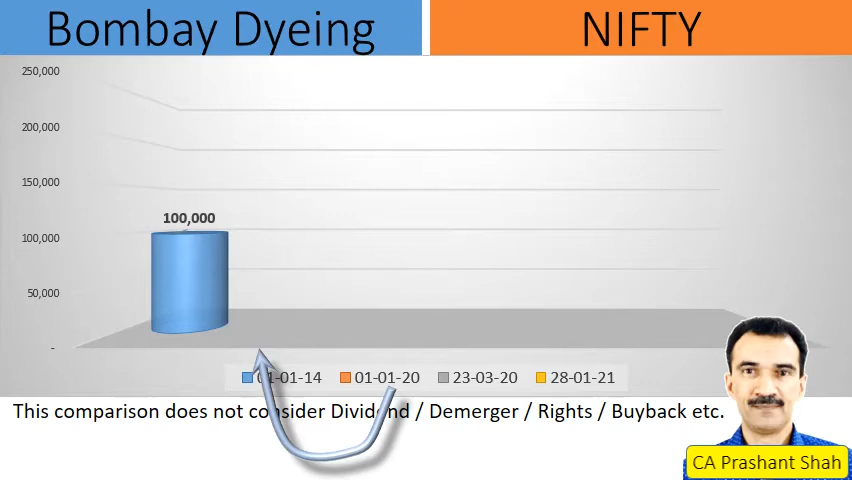 Bombay Dyeing
NIFTY
250,000
200,000
150,000
100,000
50,000
-
100,000
01-01-14
01-01-20
23-03-20
28-01-21
This comparison does not consider Dividend / Demerger / Rights / Buyback etc.
CA Prashant Shah